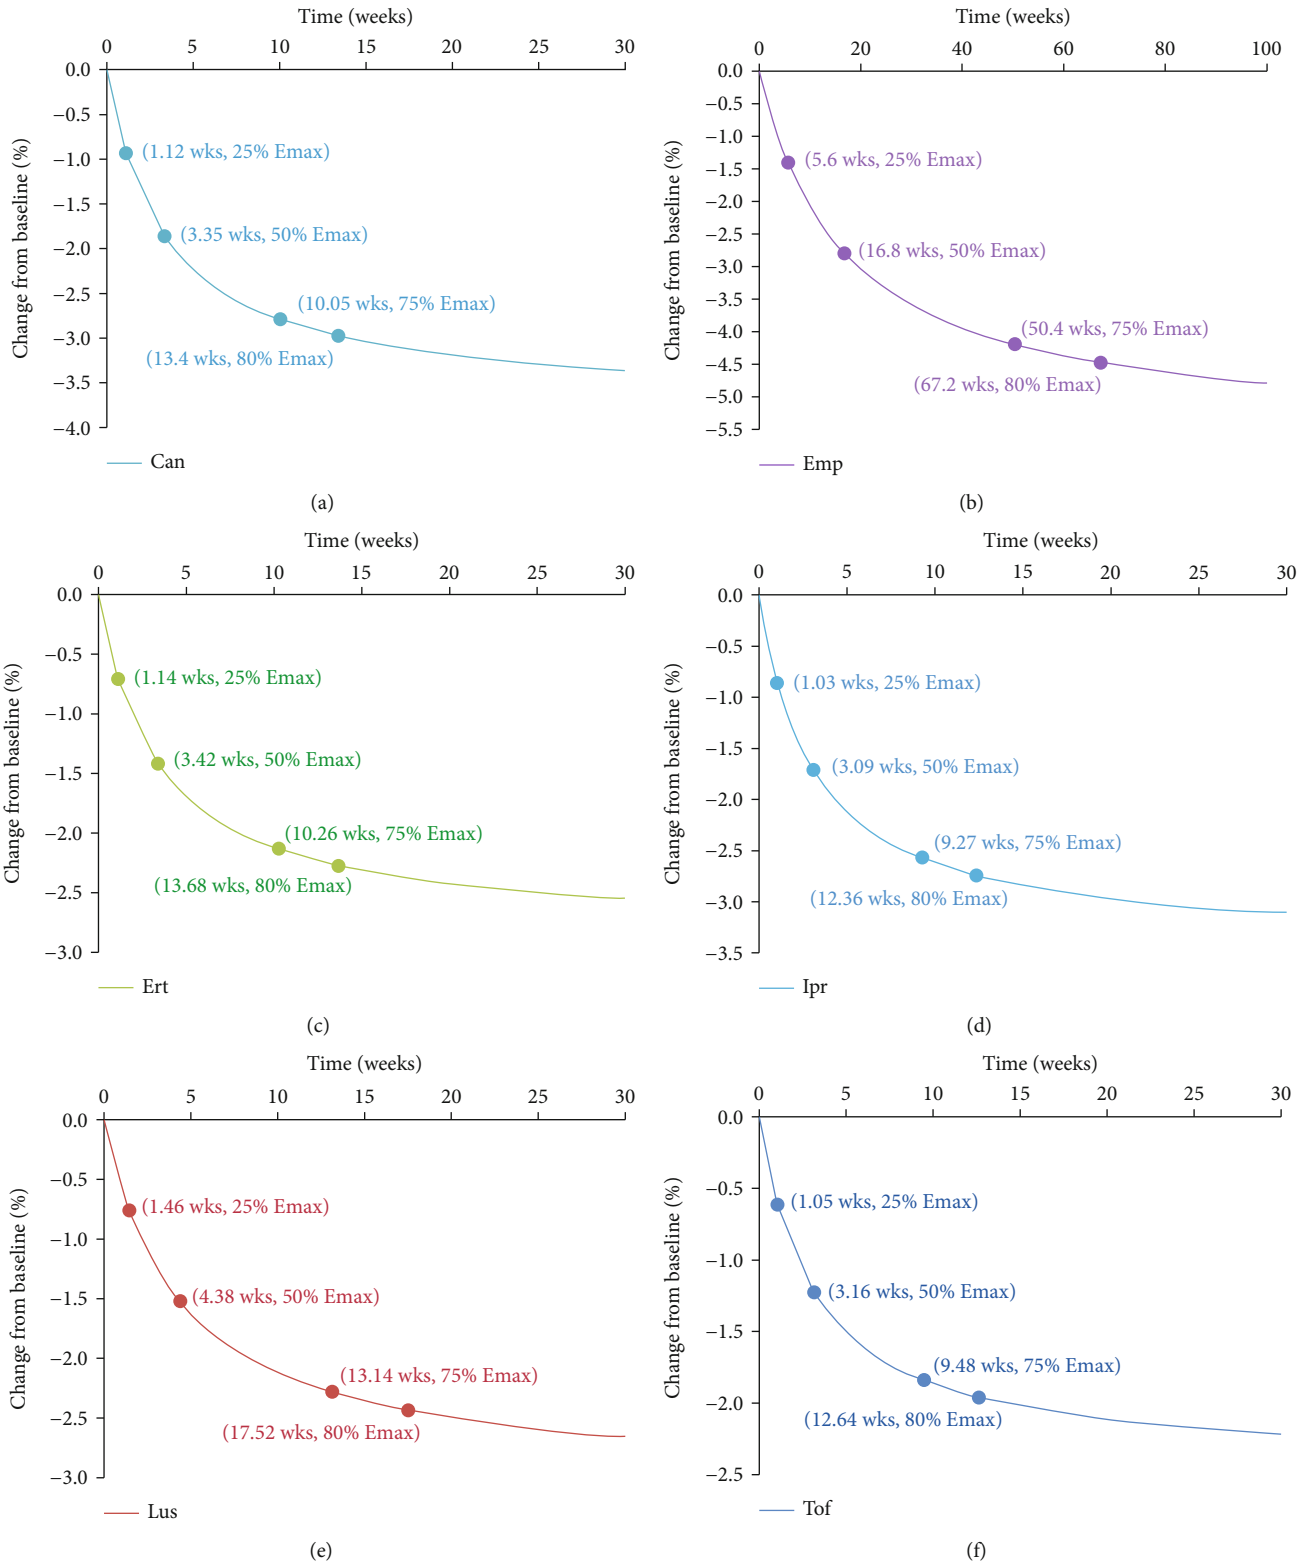 Time (weeks)
0 5 10 15 20 25 30
0.0
−0.5
−1.0
−1.5
−2.0
−2.5
−3.0
−3.5
−4.0
Change from baseline (%)
(1.12 wks, 25% Emax)
(3.35 wks, 50% Emax)
(10.05 wks, 75% Emax)
(13.4 wks, 80% Emax)
Can
(a)
Time (weeks)
0 20 40 60 80 100
0.0
−0.5
−1.0
−1.5
−2.0
−2.5
−3.0
−3.5
−4.0
−4.5
−5.0
−5.5
Change from baseline (%)
(5.6 wks, 25% Emax)
(16.8 wks, 50% Emax)
(50.4 wks, 75% Emax)
(67.2 wks, 80% Emax)
Emp
(b)
Time (weeks)
0 5 10 15 20 25 30
0.0
−0.5
−1.0
−1.5
−2.0
−2.5
−3.0
Change from baseline (%)
(1.14 wks, 25% Emax)
(3.42 wks, 50% Emax)
(10.26 wks, 75% Emax)
(13.68 wks, 80% Emax)
Ert
(c)
Time (weeks)
0 5 10 15 20 25 30
0.0
−0.5
−1.0
−1.5
−2.0
−2.5
−3.0
−3.5
Change from baseline (%)
(1.03 wks, 25% Emax)
(3.09 wks, 50% Emax)
(9.27 wks, 75% Emax)
(12.36 wks, 80% Emax)
Ipr
(d)
Time (weeks)
0 5 10 15 20 25 30
0.0
−0.5
−1.0
−1.5
−2.0
−2.5
−3.0
Change from baseline (%)
(1.46 wks, 25% Emax)
(4.38 wks, 50% Emax)
(13.14 wks, 75% Emax)
(17.52 wks, 80% Emax)
Lus
(e)
Time (weeks)
0 5 10 15 20 25 30
0.0
−0.5
−1.0
−1.5
−2.0
−2.5
Change from baseline (%)
(1.05 wks, 25% Emax)
(3.16 wks, 50% Emax)
(9.48 wks, 75% Emax)
(12.64 wks, 80% Emax)
Tof
(f)